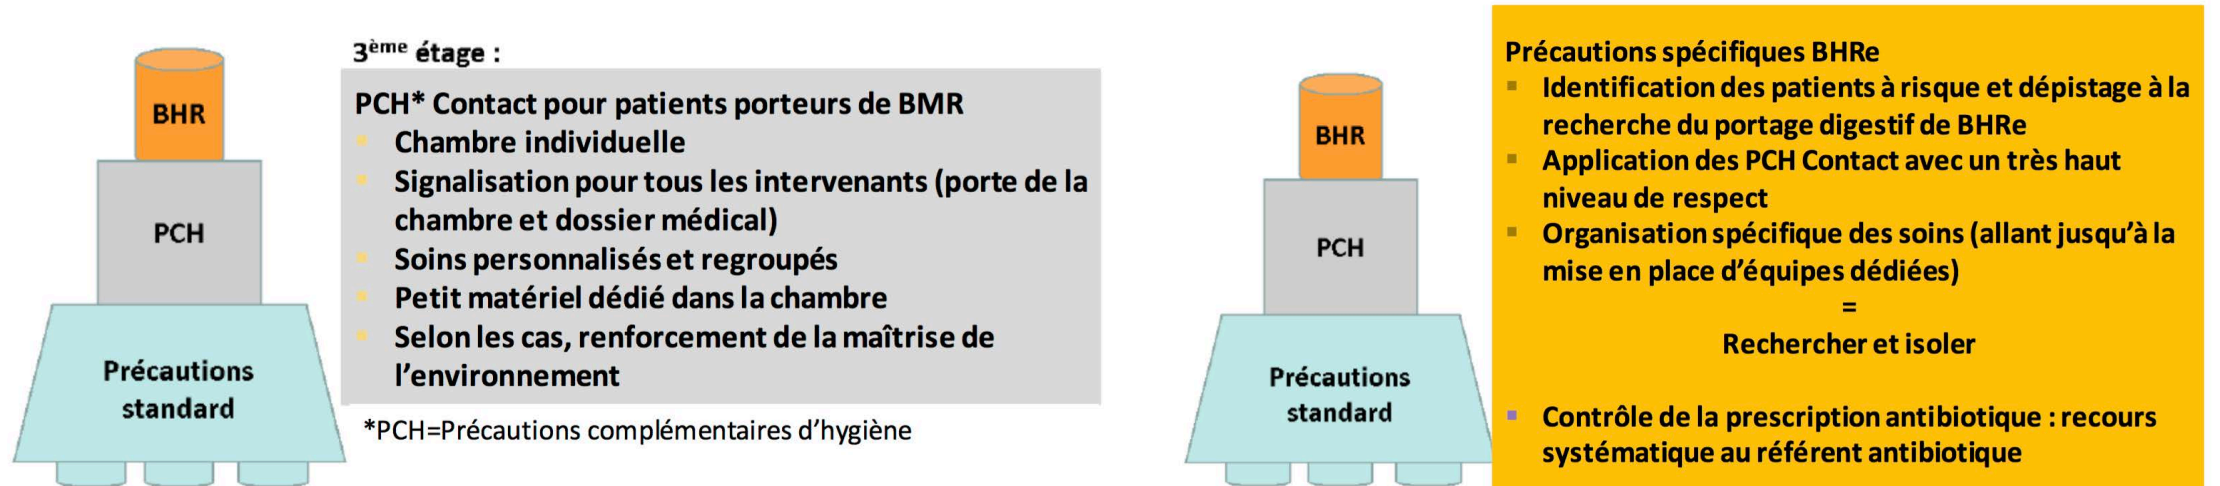 BHR
PCH
Précautions
standard
3ème étage :
PCH* Contact pour patients porteurs de BMR
Chambre individuelle
Signalisation pour tous les intervenants (porte de la
chambre et dossier médical)
Soins personnalisés et regroupés
Petit matériel dédié dans la chambre
Selon les cas, renforcement de la maîtrise de
l’environnement
*PCH=Précautions complémentaires d’hygiène
BHR
PCH
Précautions
standard
Précautions spécifiques BHRe
Identification des patients à risque et dépistage à la
recherche du portage digestif de BHRe
Application des PCH Contact avec un très haut
niveau de respect
Organisation spécifique des soins (allant jusqu’à la
mise en place d’équipes dédiées)
=
Rechercher et isoler
Contrôle de la prescription antibiotique : recours
systématique au référent antibiotique